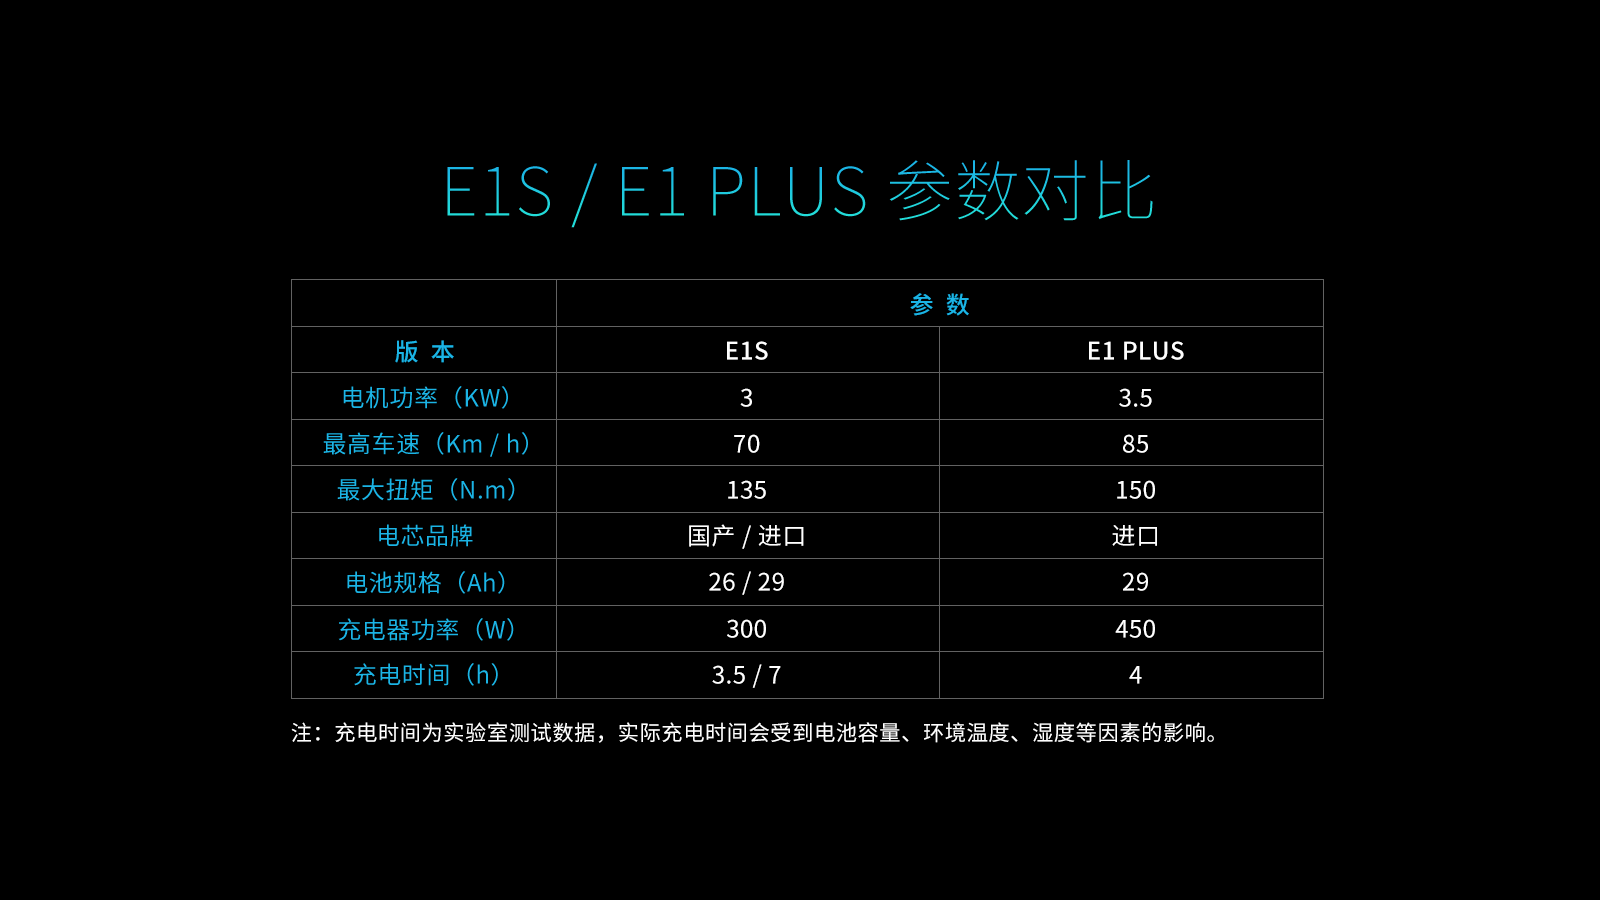 E1S / E1 PLUS 参数对比
参 数
版 本 E1S E1 PLUS
电机功率（KW） 3 3.5
最高车速（Km / h） 70 85
最大扭矩（N.m） 135 150
电芯品牌 国产 / 进口 进口
电池规格（Ah） 26 / 29 29
充电器功率（W） 300 450
充电时间（h） 3.5 / 7 4
注：充电时间为实验室测试数据，实际充电时间会受到电池容量、环境温度、湿度等因素的影响。